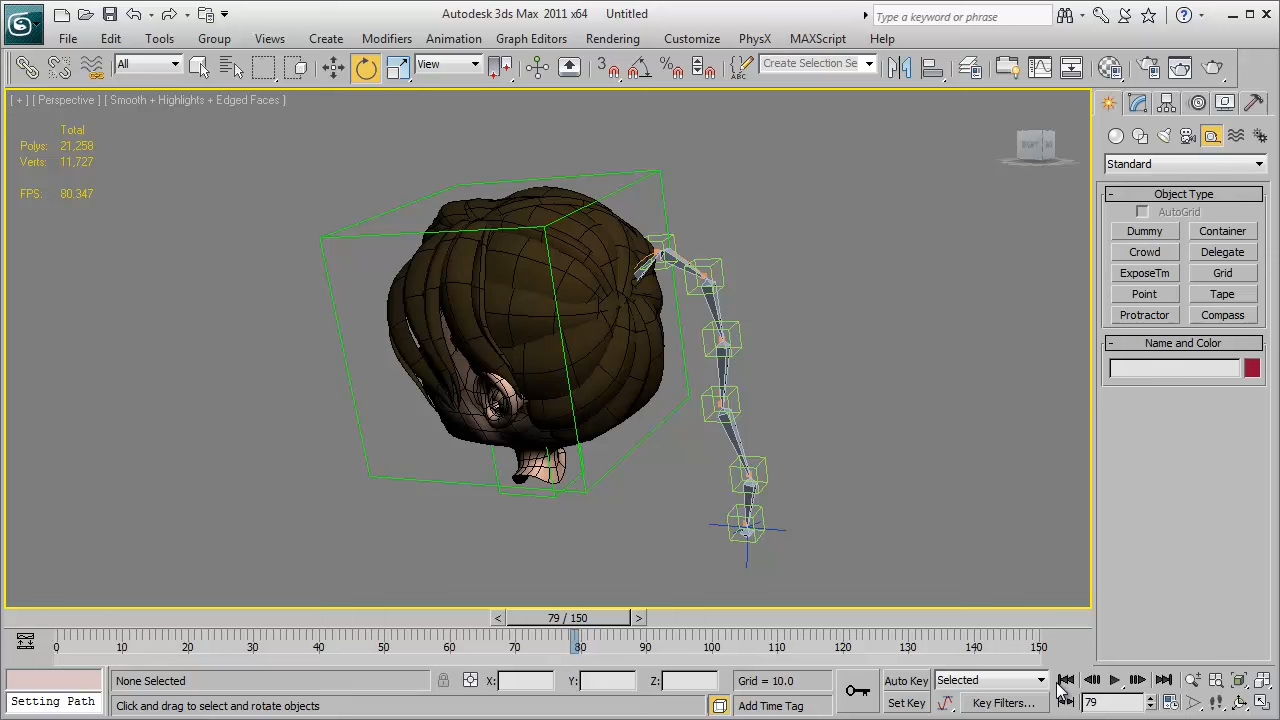 Autodesk 3ds Max 2011 x64 Untitled
Type a keyword or phrase
File Edit Tools Group Views Create Modifiers Animation Graph Editors Rendering Customize PhysX MAXScript Help
All View Create Selection Se
[ + ] [ Perspective ] [ Smooth + Highlights + Edged Faces ]
Total
Polys: 21,258
Verts: 11,727
FPS: 80.347
Standard
- Object Type
AutoGrid
Dummy Container
Crowd Delegate
ExposeTm Grid
Point Tape
Protractor Compass
- Name and Color
< 79 / 150 >
0 10 20 30 40 50 60 70 80 90 100 110 120 130 140 150
None Selected X: Y: Z: Grid = 10.0 Auto Key Selected
Setting Path Click and drag to select and rotate objects Add Time Tag Set Key Key Filters... 79